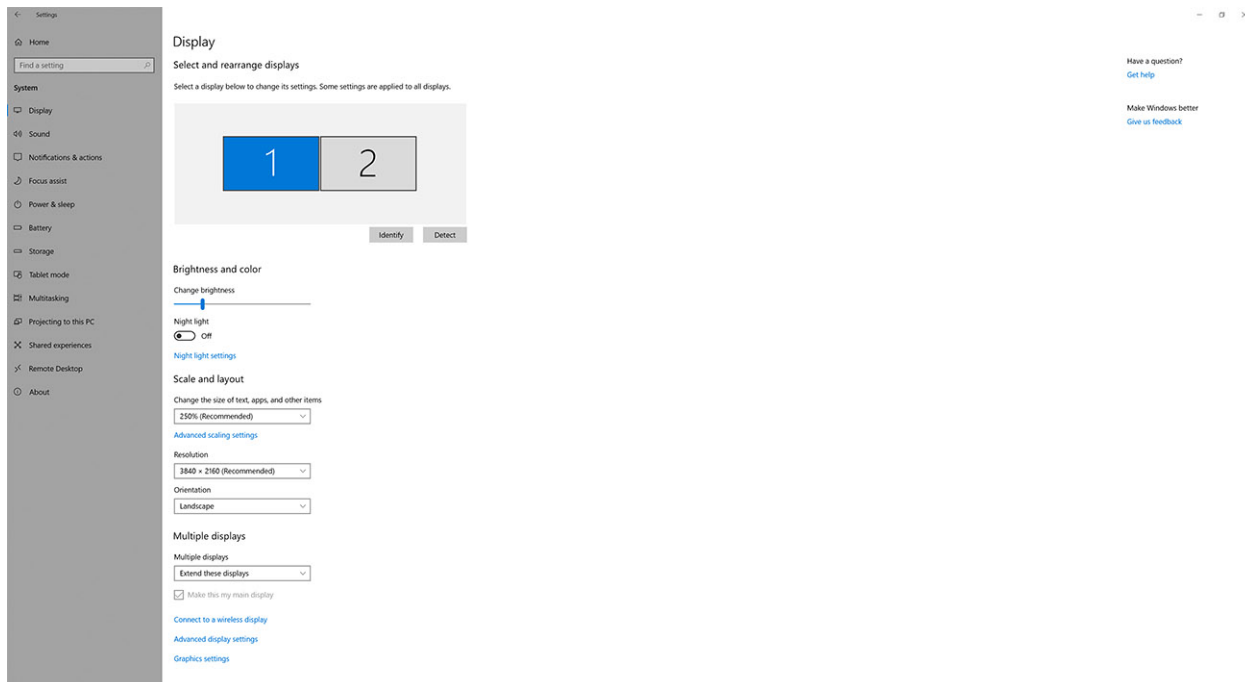 Settings
Home
Find a setting
System
Display
Sound
Notifications & actions
Focus assist
Power & sleep
Battery
Storage
Tablet mode
Multitasking
Projecting to this PC
Shared experiences
Remote Desktop
About
Display
Select and rearrange displays
Select a display below to change its settings. Some settings are applied to all displays.
1 2
Identify Detect
Brightness and color
Change brightness
Night light
Off
Night light settings
Scale and layout
Change the size of text, apps, and other items
250% (Recommended)
Advanced scaling settings
Resolution
3840 × 2160 (Recommended)
Orientation
Landscape
Multiple displays
Multiple displays
Extend these displays
Make this my main display
Connect to a wireless display
Advanced display settings
Graphics settings
Have a question?
Get help
Make Windows better
Give us feedback